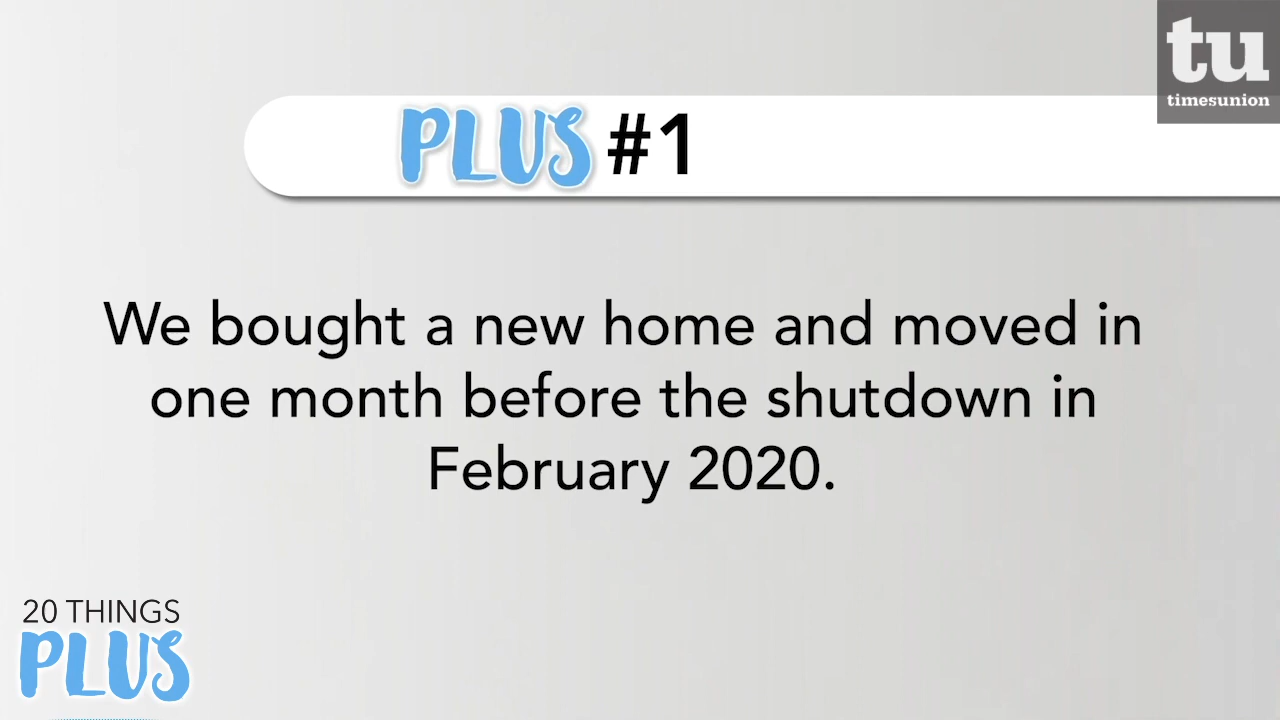 tu
timesunion
PLUS #1
We bought a new home and moved in
one month before the shutdown in
February 2020.
20 THINGS
PLUS